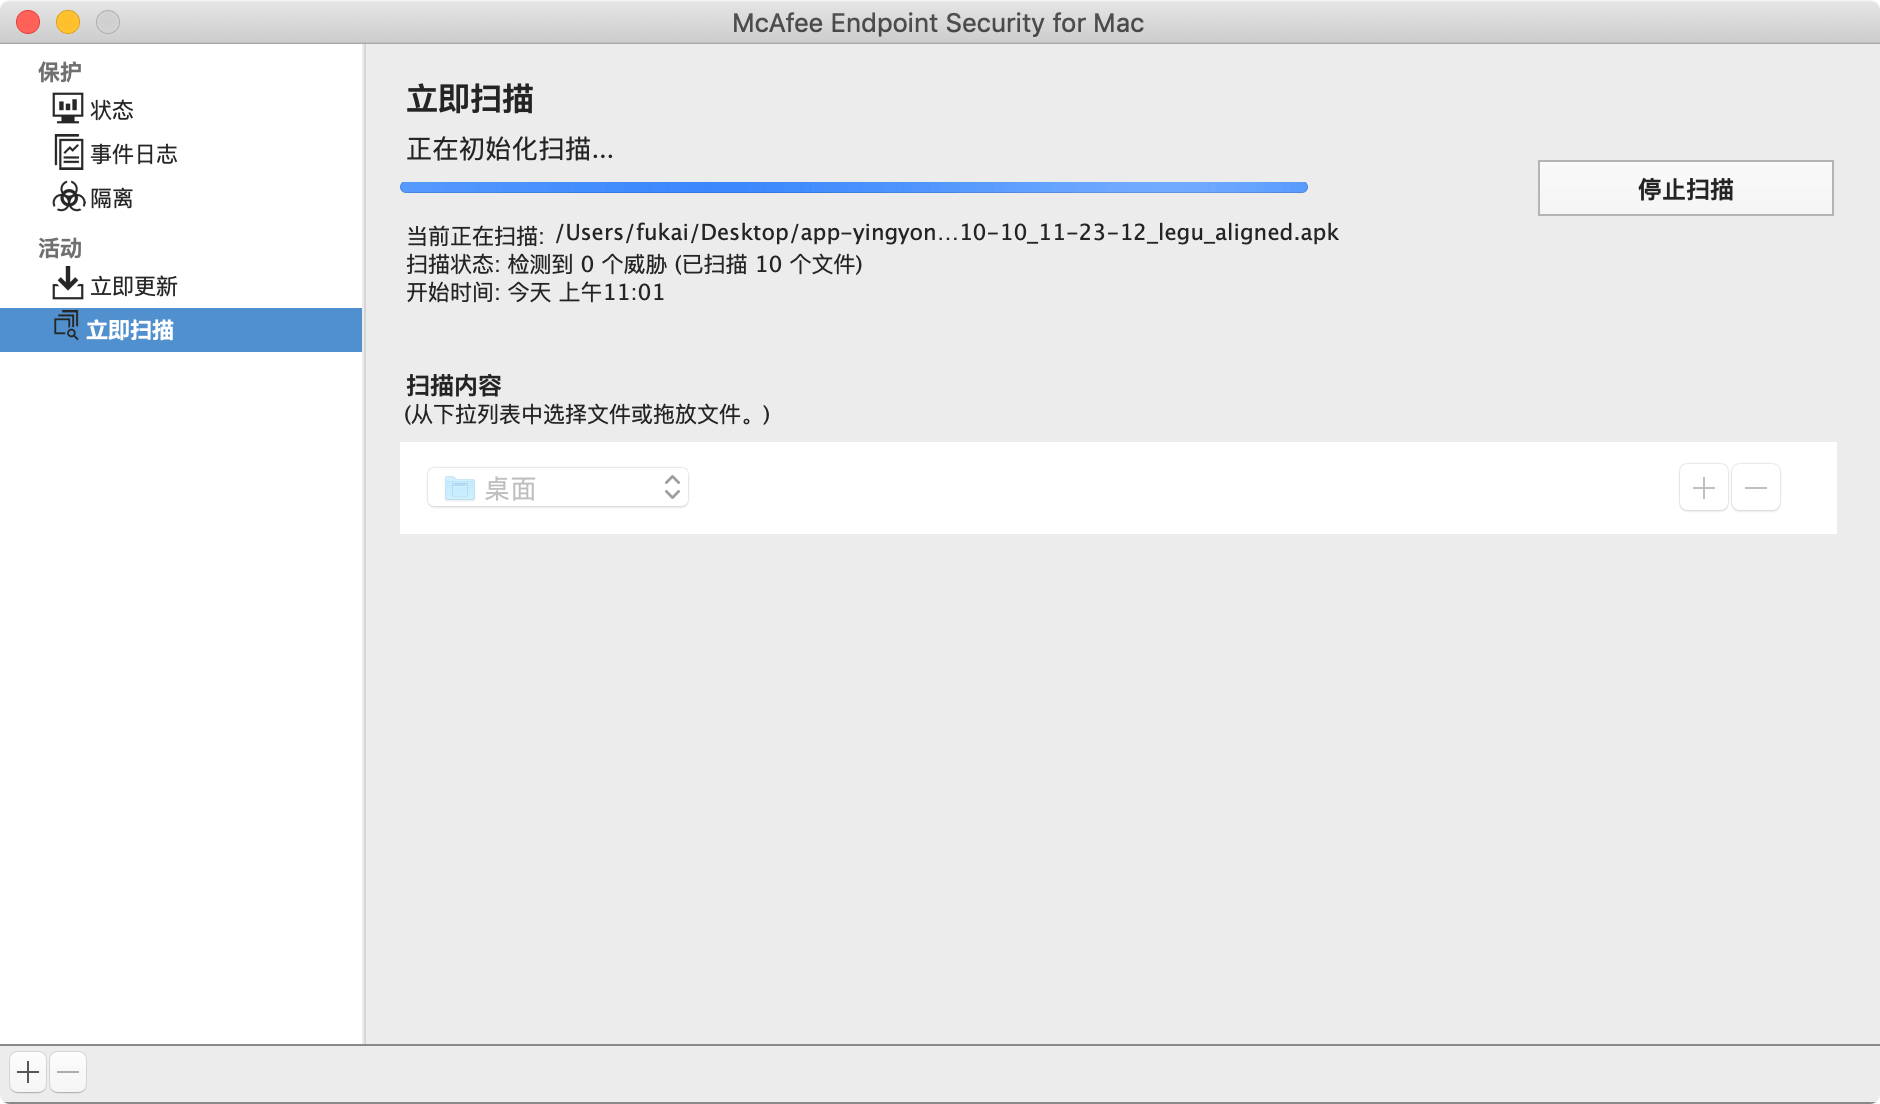 McAfee Endpoint Security for Mac
保护
状态
事件日志
隔离
活动
立即更新
立即扫描
立即扫描
正在初始化扫描...
停止扫描
当前正在扫描: /Users/fukai/Desktop/app-yingyon...10-10_11-23-12_legu_aligned.apk
扫描状态: 检测到 0 个威胁 (已扫描 10 个文件)
开始时间: 今天 上午11:01
扫描内容
(从下拉列表中选择文件或拖放文件。)
桌面